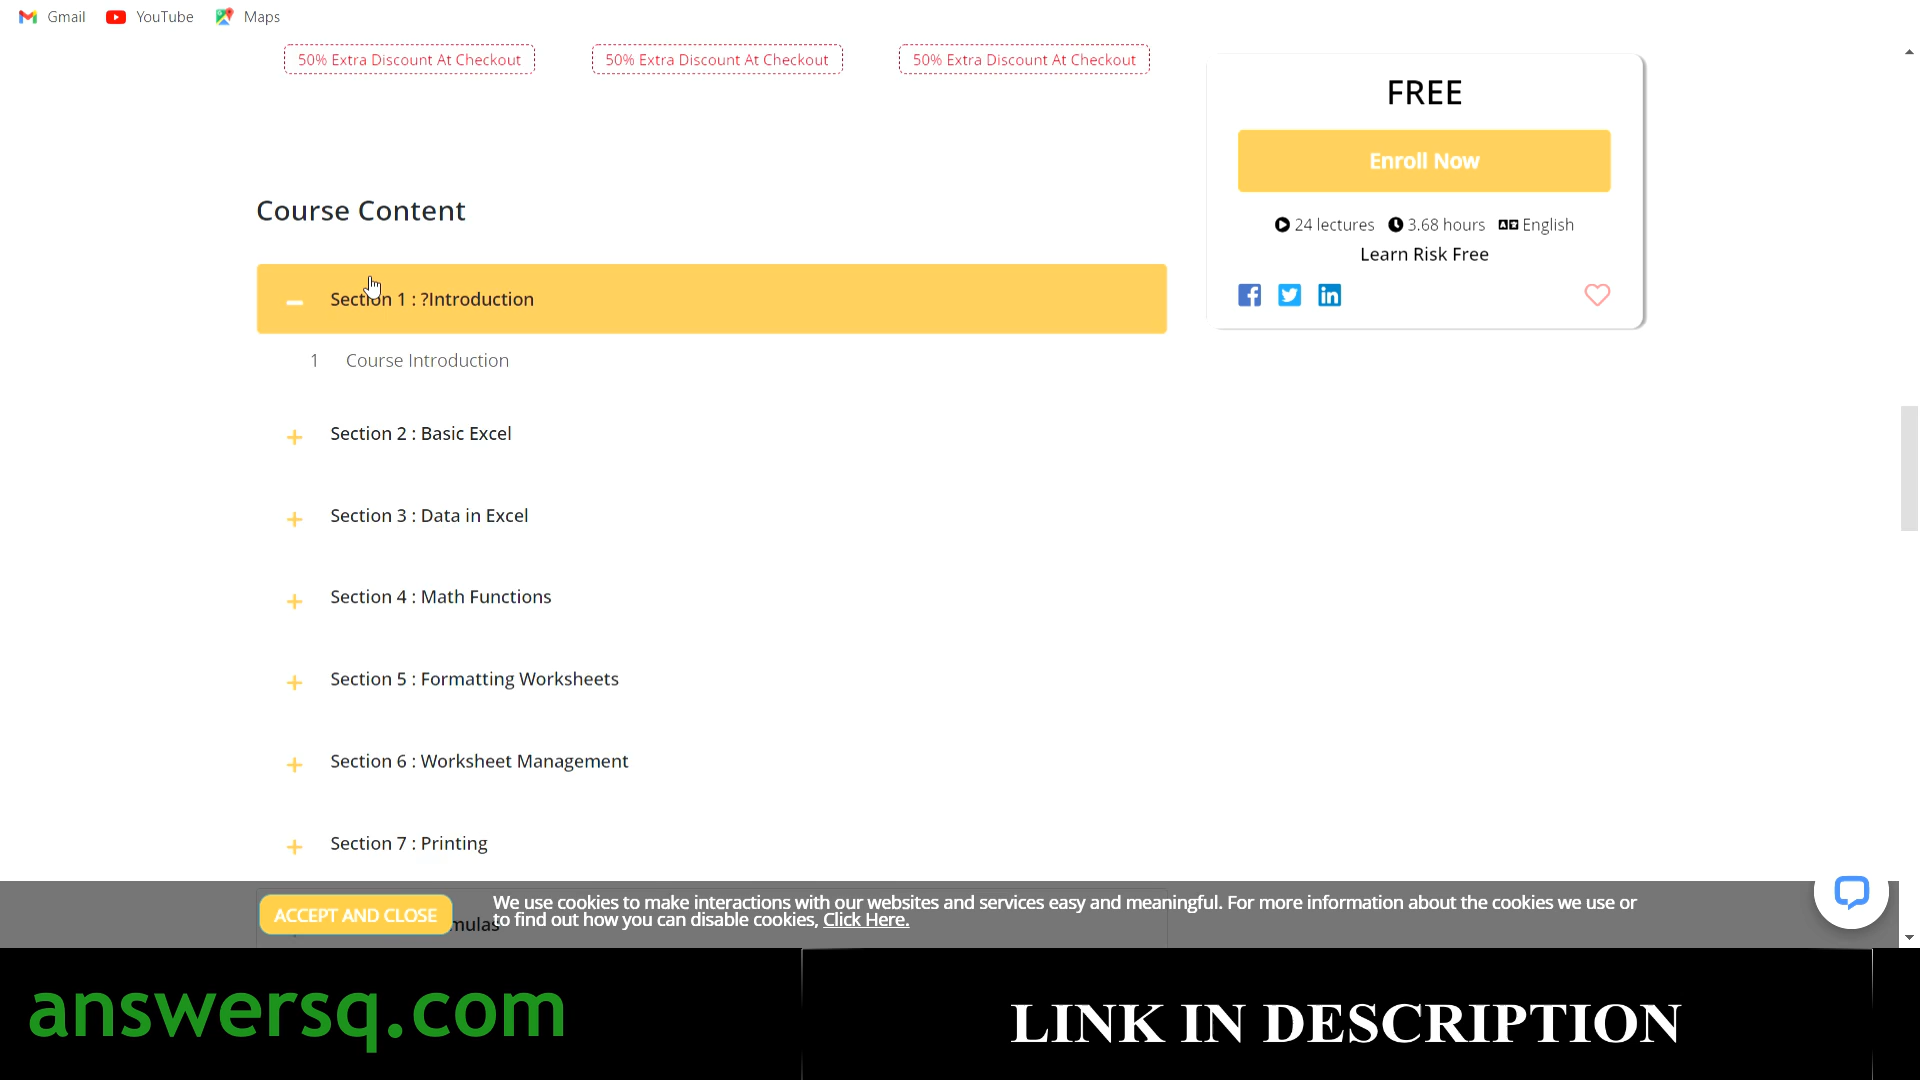 Gmail YouTube Maps
50% Extra Discount At Checkout 50% Extra Discount At Checkout 50% Extra Discount At Checkout
FREE
Enroll Now
24 lectures 3.68 hours English
Learn Risk Free
Course Content
Section 1 : ?Introduction
1 Course Introduction
Section 2 : Basic Excel
Section 3 : Data in Excel
Section 4 : Math Functions
Section 5 : Formatting Worksheets
Section 6 : Worksheet Management
Section 7 : Printing
ACCEPT AND CLOSE
We use cookies to make interactions with our websites and services easy and meaningful. For more information about the cookies we use or
to find out how you can disable cookies, Click Here.
answersq.com
LINK IN DESCRIPTION